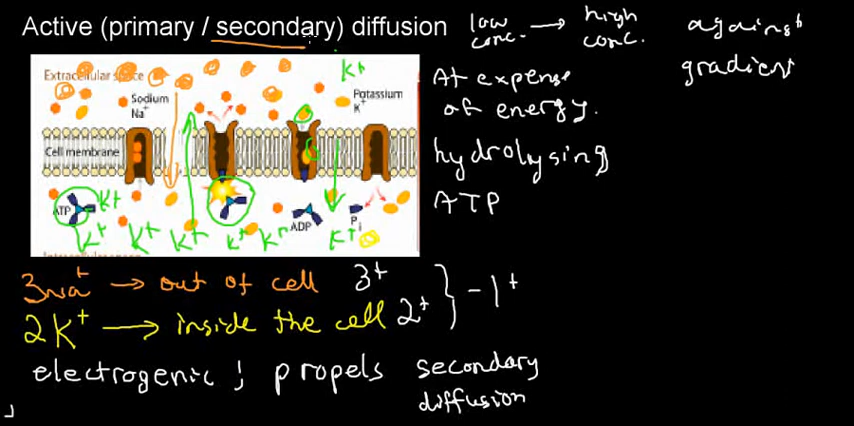 Active (primary / secondary) diffusion
low conc. → high conc.
against gradient
Extracellular space
Sodium
Na+
K+
Potassium
K+
Cell membrane
ATP
K+
K+ K+ K+ K+ K+ K+
ADP
P
i
At expense
of energy.
hydrolysing
ATP
3Na+ → out of cell 3+
2K+ → inside the cell 2+
} - 1+
electrogenic ; propels secondary
diffusion